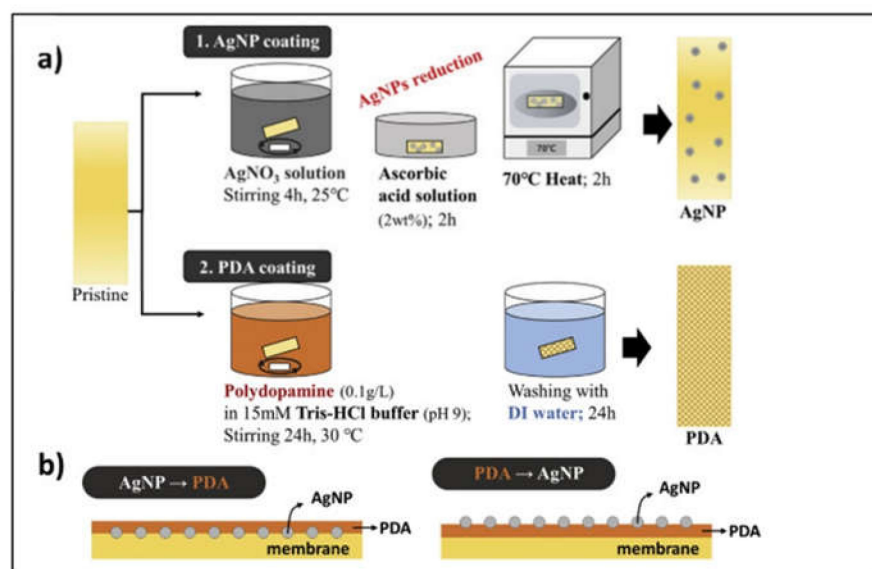 a)
1. AgNP coating
AgNO₃ solution
Stirring 4h, 25℃
AgNPs reduction
Ascorbic
acid solution
(2wt%); 2h
70℃
70℃ Heat; 2h
AgNP
Pristine
2. PDA coating
Polydopamine (0.1g/L)
in 15mM Tris-HCl buffer (pH 9);
Stirring 24h, 30 ℃
Washing with
DI water; 24h
PDA
b)
AgNP → PDA
AgNP
PDA
membrane
PDA → AgNP
AgNP
PDA
membrane